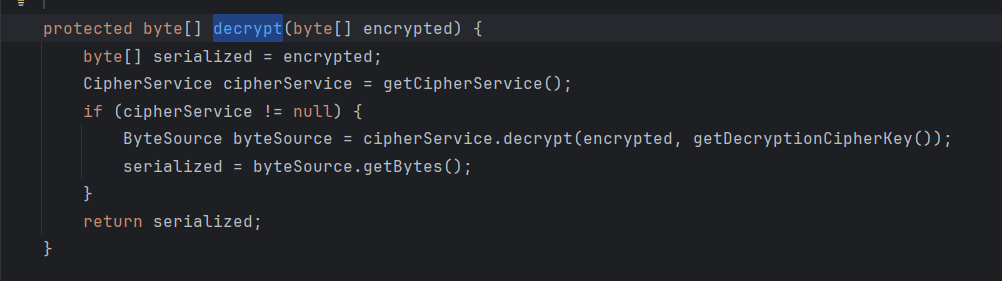 protected byte[] decrypt(byte[] encrypted) {
    byte[] serialized = encrypted;
    CipherService cipherService = getCipherService();
    if (cipherService != null) {
        ByteSource byteSource = cipherService.decrypt(encrypted, getDecryptionCipherKey());
        serialized = byteSource.getBytes();
    }
    return serialized;
}